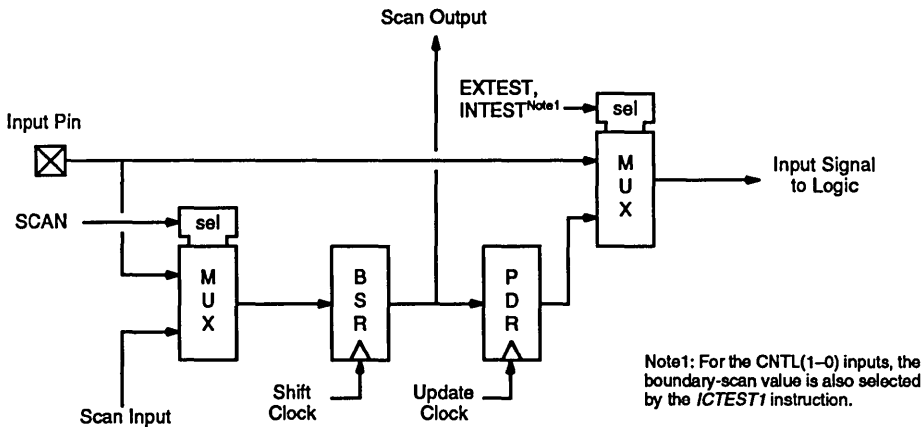 Scan Output
EXTEST,
INTEST Note1
sel
Input Pin
M
U
X
Input Signal
to Logic
SCAN
sel
M
U
X
B
S
R
P
D
R
Shift
Clock
Update
Clock
Scan Input
Note1: For the CNTL(1–0) inputs, the
boundary-scan value is also selected
by the ICTEST1 instruction.